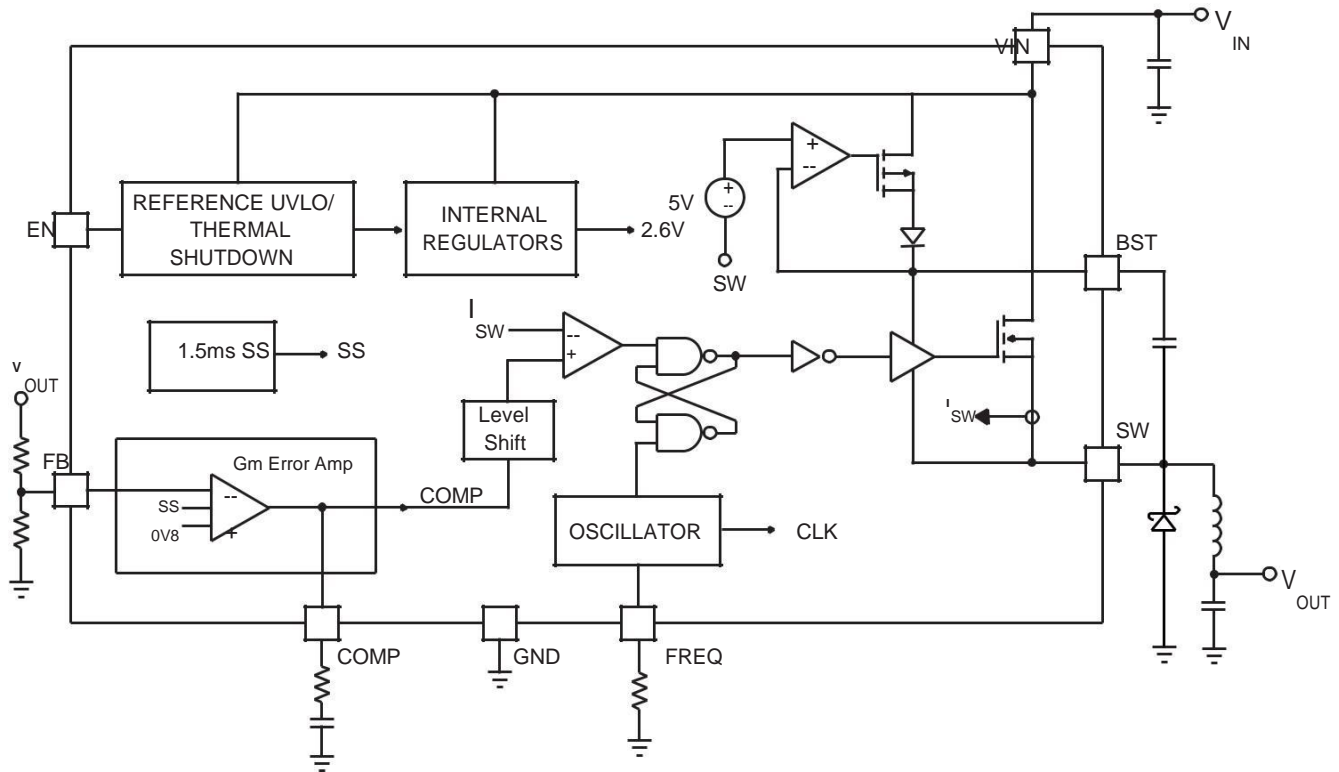 V
IN
VIN
+
--
5V
+
--
SW
REFERENCE UVLO/
THERMAL
SHUTDOWN
INTERNAL
REGULATORS
2.6V
EN
BST
I
SW
--
+
1.5ms SS
SS
V
OUT
Level
Shift
I
SW
SW
FB
Gm Error Amp
--
SS
0V8
+
COMP
OSCILLATOR
CLK
V
OUT
COMP
GND
FREQ